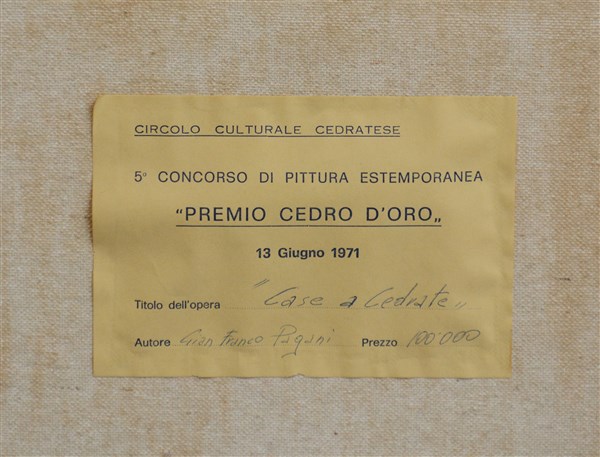 CIRCOLO CULTURALE CEDRATESE
5° CONCORSO DI PITTURA ESTEMPORANEA
"PREMIO CEDRO D'ORO„
13 Giugno 1971
Titolo dell'opera "Case a Cedrate„
Autore Gian Franco Pagani Prezzo 100'000